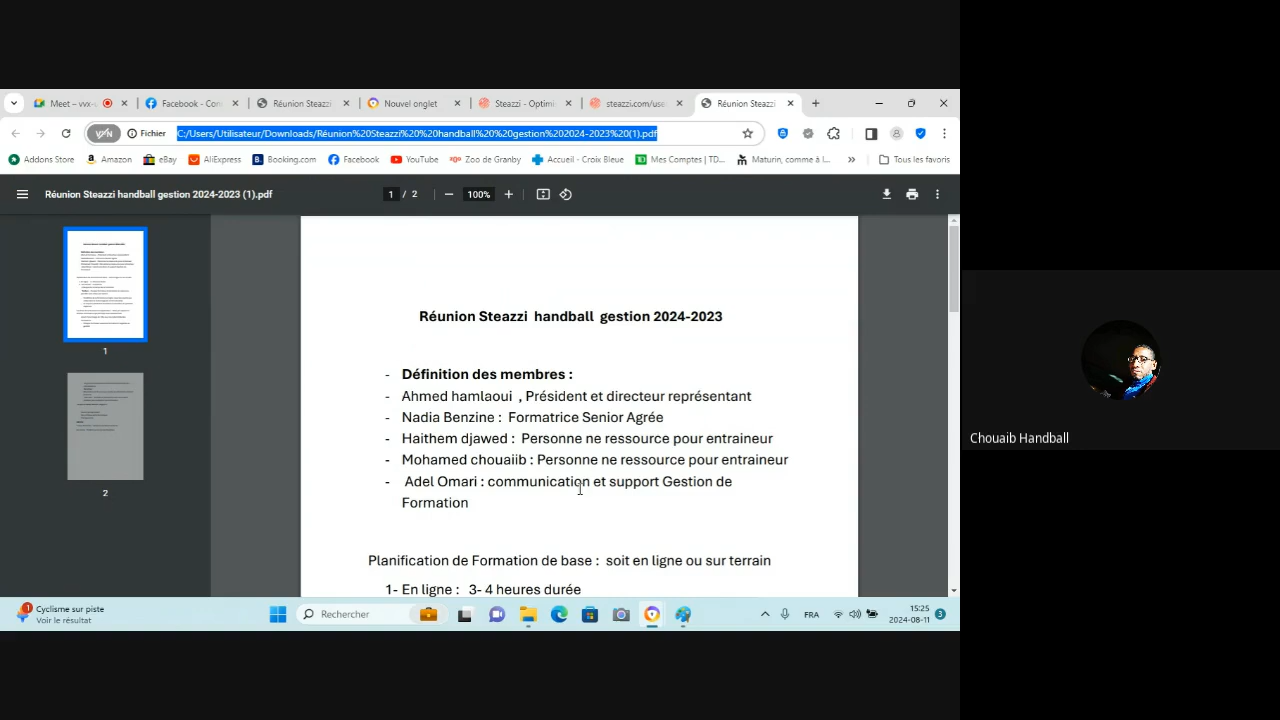 Meet – vvx-
Facebook - Con
Réunion Steazzi
Nouvel onglet
Steazzi - Optimi
steazzi.com/use
Réunion Steazzi
VPN Fichier C:/Users/Utilisateur/Downloads/Réunion%20Steazzi%20%20handball%20%20gestion%202024-2023%20(1).pdf
Addons Store Amazon eBay AliExpress Booking.com Facebook YouTube Zoo de Granby Accueil - Croix Bleue Mes Comptes | TD... Maturin, comme à l... » Tous les favoris
Réunion Steazzi handball gestion 2024-2023 (1).pdf 1 / 2 100%
1
2
Réunion Steazzi handball gestion 2024-2023
- Définition des membres :
- Ahmed hamlaoui , Président et directeur représentant
- Nadia Benzine : Formatrice Senior Agrée
- Haithem djawed : Personne ne ressource pour entraineur
- Mohamed chouaiib : Personne ne ressource pour entraineur
- Adel Omari : communication et support Gestion de
Formation
Planification de Formation de base : soit en ligne ou sur terrain
1- En ligne : 3- 4 heures durée
Chouaib Handball
1
Cyclisme sur piste
Voir le résultat
Rechercher
FRA
15:25
2024-08-11
3